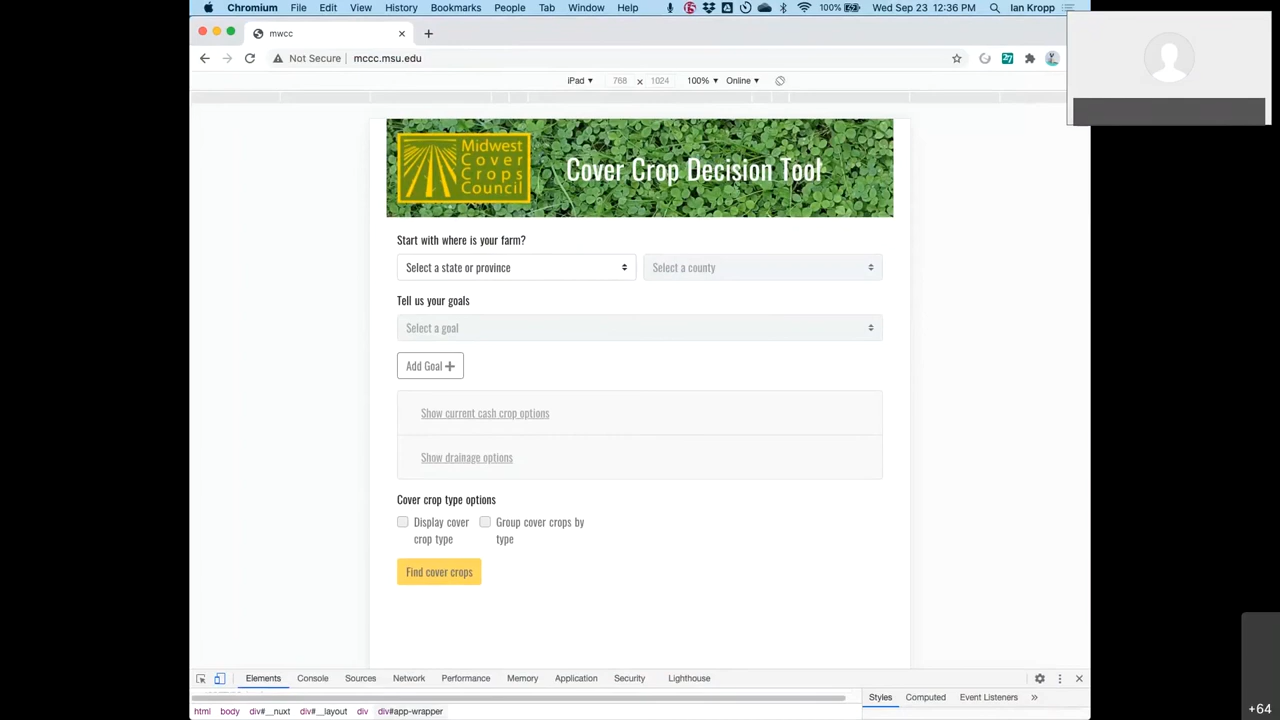 Chromium File Edit View History Bookmarks People Tab Window Help 100% Wed Sep 23 12:36 PM Ian Kropp
mwcc
Not Secure mccc.msu.edu
27
iPad 768 x 1024 100% Online
Midwest
Cover
Crops
Council
Cover Crop Decision Tool
Start with where is your farm?
Select a state or province Select a county
Tell us your goals
Select a goal
Add Goal
Show current cash crop options
Show drainage options
Cover crop type options
Display cover crop type
Group cover crops by type
Find cover crops
Elements Console Sources Network Performance Memory Application Security Lighthouse
Styles Computed Event Listeners »
html body div#__nuxt div#__layout div div#app-wrapper
+64